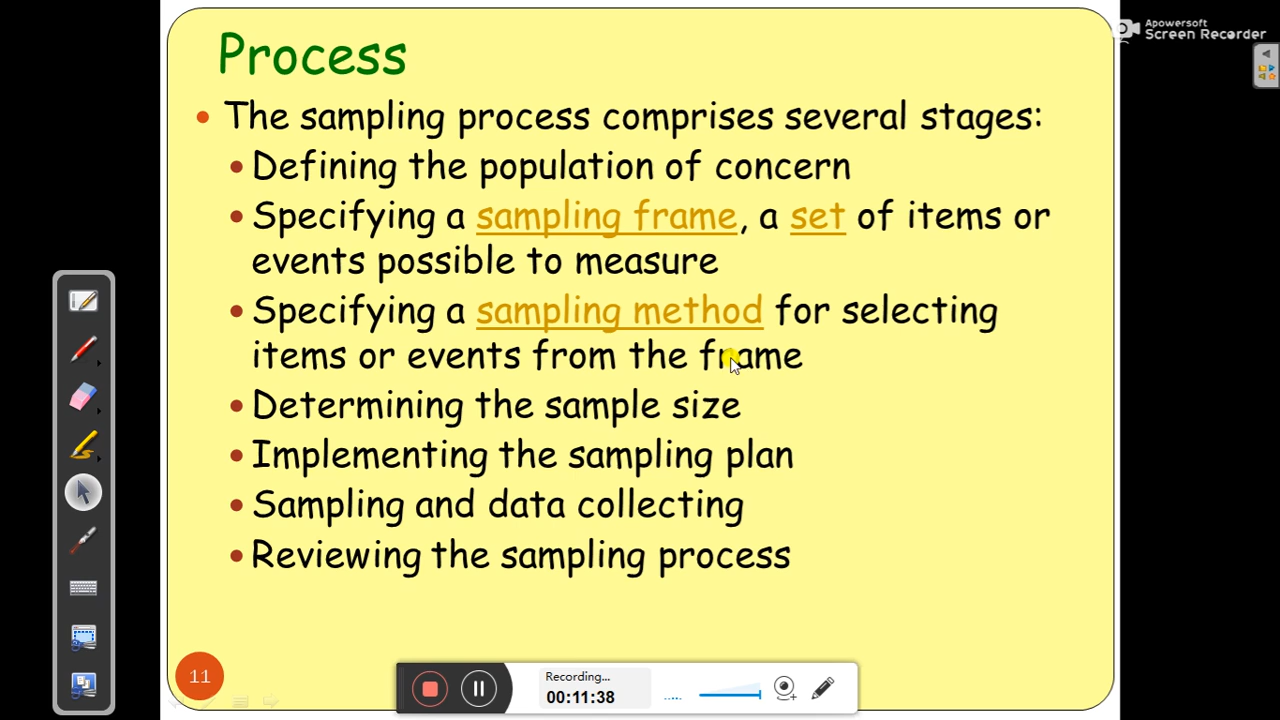 Process
Apowersoft
Screen Recorder
• The sampling process comprises several stages:
• Defining the population of concern
• Specifying a sampling frame, a set of items or
events possible to measure
• Specifying a sampling method for selecting
items or events from the frame
• Determining the sample size
• Implementing the sampling plan
• Sampling and data collecting
• Reviewing the sampling process
11
Recording...
00:11:38